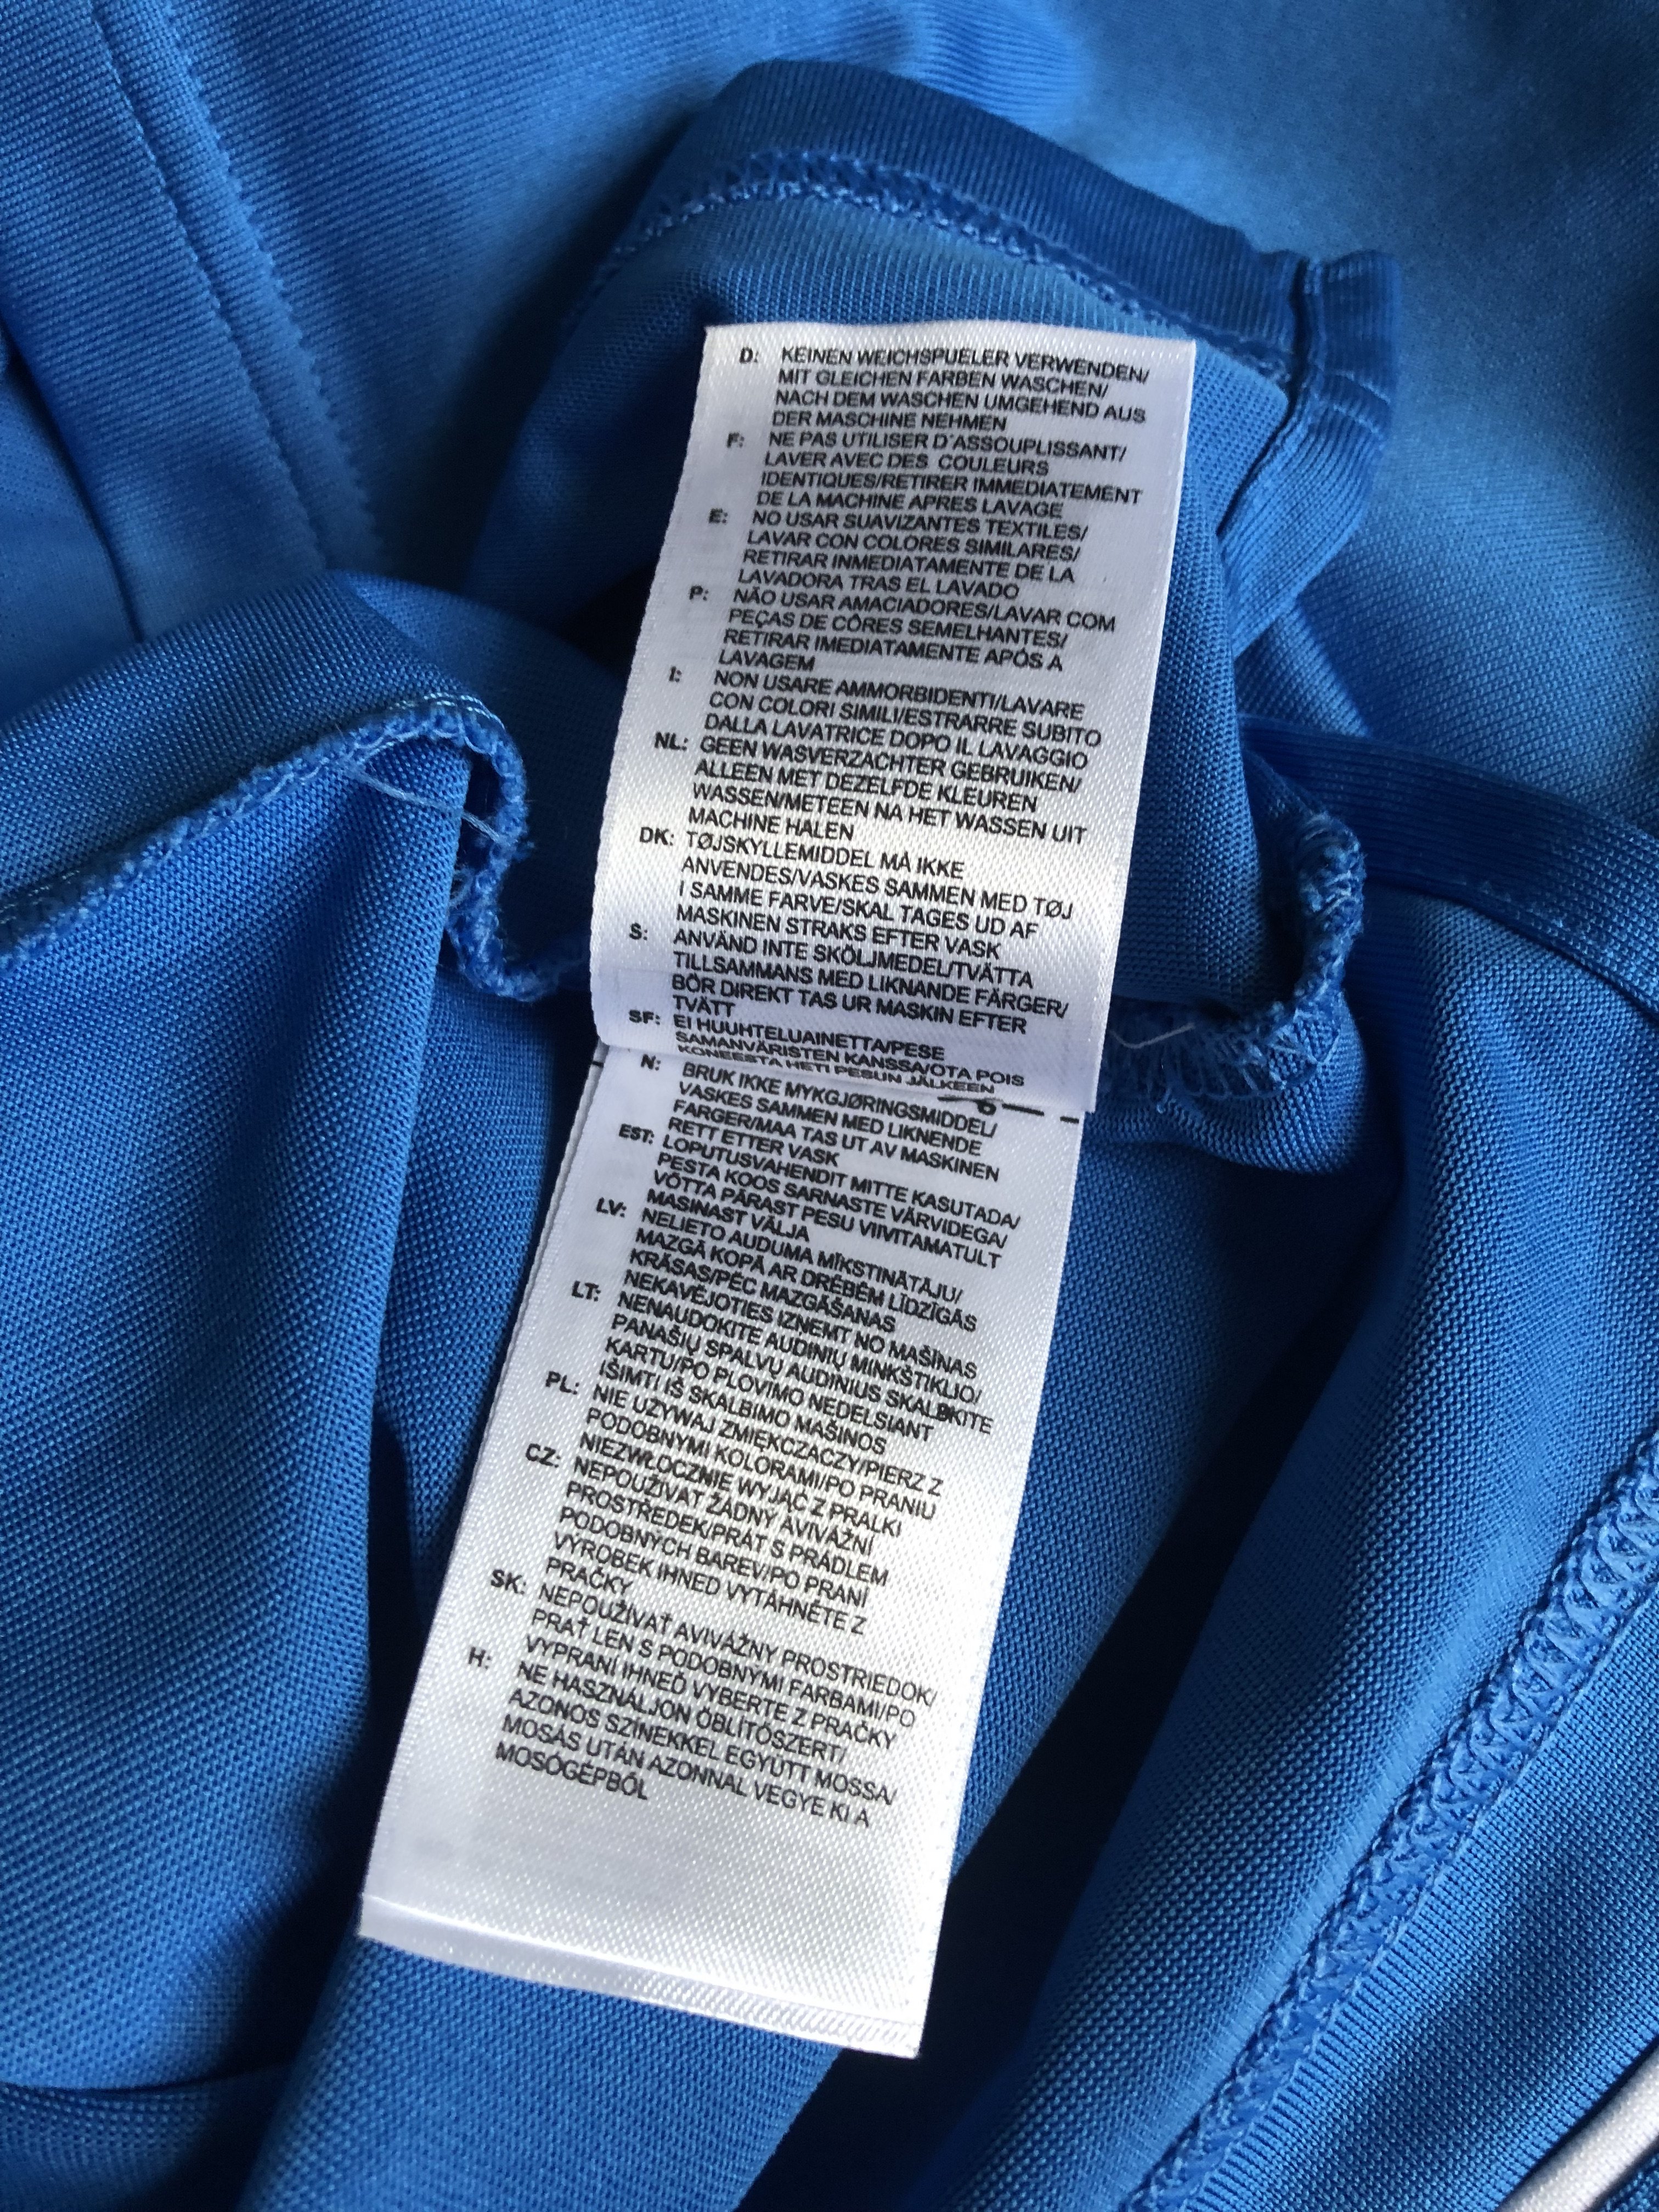 D: KEINEN WEICHSPUELER VERWENDEN/
MIT GLEICHEN FARBEN WASCHEN/
NACH DEM WASCHEN UMGEHEND AUS
DER MASCHINE NEHMEN
F: NE PAS UTILISER D'ASSOUPLISSANT/
LAVER AVEC DES COULEURS
IDENTIQUES/RETIRER IMMEDIATEMENT
DE LA MACHINE APRES LAVAGE
E: NO USAR SUAVIZANTES TEXTILES/
LAVAR CON COLORES SIMILARES/
RETIRAR INMEDIATAMENTE DE LA
LAVADORA TRAS EL LAVADO
P: NÃO USAR AMACIADORES/LAVAR COM
PEÇAS DE CÔRES SEMELHANTES/
RETIRAR IMEDIATAMENTE APÓS A
LAVAGEM
I: NON USARE AMMORBIDENTI/LAVARE
CON COLORI SIMILI/ESTRARRE SUBITO
DALLA LAVATRICE DOPO IL LAVAGGIO
NL: GEEN WASVERZACHTER GEBRUIKEN/
ALLEEN MET DEZELFDE KLEUREN
WASSEN/METEEN NA HET WASSEN UIT
MACHINE HALEN
DK: TØJSKYLLEMIDDEL MÅ IKKE
ANVENDES/VASKES SAMMEN MED TØJ
I SAMME FARVE/SKAL TAGES UD AF
MASKINEN STRAKS EFTER VASK
S: ANVÄND INTE SKÖLJMEDEL/TVÄTTA
TILLSAMMANS MED LIKNANDE FÄRGER/
BÖR DIREKT TAS UR MASKIN EFTER
TVÄTT
SF: EI HUUHTELUAINETTA/PESE
SAMANVÄRISTEN KANSSA/OTA POIS
KONEESTA HETI PESUN JÄLKEEN
N: BRUK IKKE MYKGJØRINGSMIDDEL/
VASKES SAMMEN MED LIKNENDE
FARGER/MAA TAS UT AV MASKINEN
RETT ETTER VASK
EST: LOPUTUSVAHENDIT MITTE KASUTADA/
PESTA KOOS SARNASTE VÄRVIDEGA/
VÕTTA PÄRAST PESU VIIVITAMATULT
MASINAST VÄLJA
LV: NELIETO AUDUMA MĪKSTINĀTĀJU/
MAZGĀ KOPĀ AR DRĒBĒM LĪDZĪGĀS
KRĀSAS/PĒC MAZGĀŠANAS
NEKAVĒJOTIES IZŅEMT NO MAŠĪNAS
LT: NENAUDOKITE AUDINIŲ MINKŠTIKLIO/
PANAŠIŲ SPALVŲ AUDINIUS SKALBKITE
KARTU/PO PLOVIMO NEDELSIANT
IŠIMTI IŠ SKALBIMO MAŠINOS
PL: NIE UŻYWAJ ZMIĘKCZACZY/PIERZ Z
PODOBNYMI KOLORAMI/PO PRANIU
NIEZWŁOCZNIE WYJĄĆ Z PRALKI
CZ: NEPOUŽÍVAT ŽÁDNÝ AVIVÁŽNÍ
PROSTŘEDEK/PRÁT S PRÁDLEM
PODOBNÝCH BAREV/PO PRANÍ
VÝROBEK IHNED VYTÁHNĚTE Z
PRAČKY
SK: NEPOUŽÍVAŤ AVIVÁŽNY PROSTRIEDOK/
PRAŤ LEN S PODOBNÝMI FARBAMI/PO
VYPRANÍ IHNEĎ VYBERTE Z PRAČKY
H: NE HASZNÁLJON ÖBLÍTŐSZERT/
AZONOS SZÍNEKKEL EGYÜTT MOSSA/
MOSÁS UTÁN AZONNAL VEGYE KI A
MOSÓGÉPBŐL